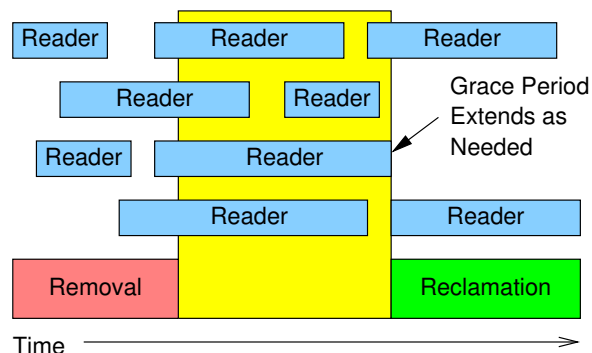 Reader
Reader
Reader
Reader
Reader
Grace Period
Extends as
Needed
Reader
Reader
Reader
Reader
Removal
Reclamation
Time